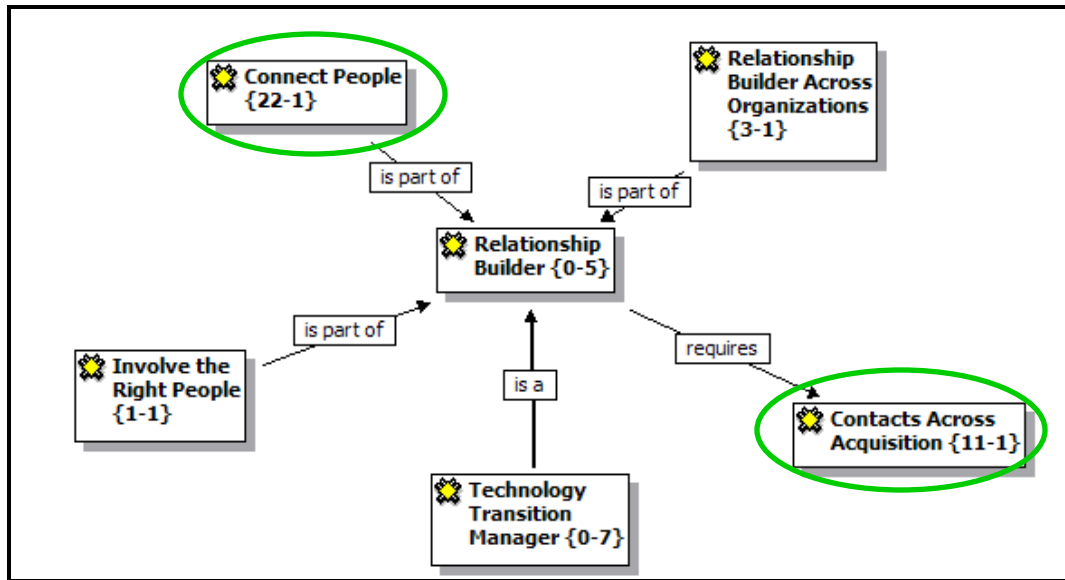 Connect People
{22-1}
Relationship
Builder Across
Organizations
{3-1}
is part of
is part of
Relationship
Builder {0-5}
is part of
requires
Involve the
Right People
{1-1}
is a
Contacts Across
Acquisition {11-1}
Technology
Transition
Manager {0-7}